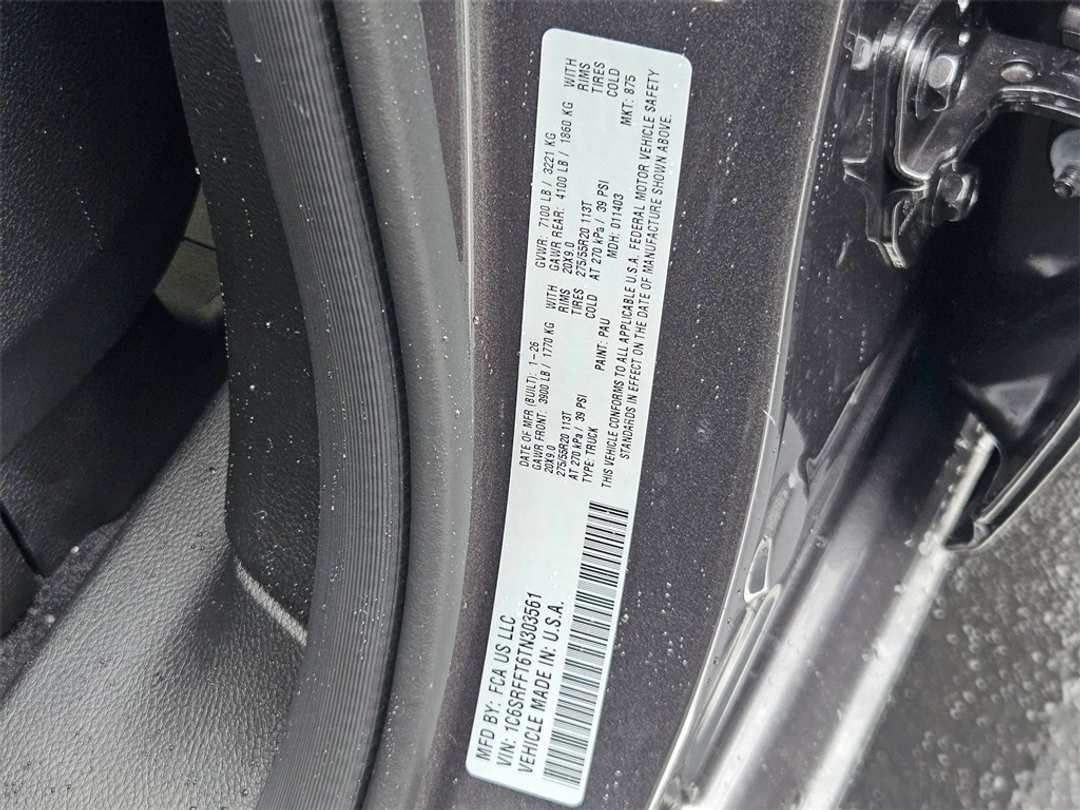 MFD BY: FCA US LLC
VIN: 1C6SRFFT6TN303561
VEHICLE MADE IN: U.S.A.
DATE OF MFR (BUILT): 1-26
GVWR: 7100 LB / 3221 KG
GAWR FRONT: 3900 LB / 1770 KG WITH
GAWR REAR: 4100 LB / 1860 KG WITH
20X9.0 RIMS
20X9.0 RIMS
275/55R20 113T TIRES
275/55R20 113T TIRES
AT 270 kPa / 39 PSI COLD
AT 270 kPa / 39 PSI COLD
TYPE: TRUCK PAINT: PAU MDH: 011403 MKT: 875
THIS VEHICLE CONFORMS TO ALL APPLICABLE U.S.A. FEDERAL MOTOR VEHICLE SAFETY
STANDARDS IN EFFECT ON THE DATE OF MANUFACTURE SHOWN ABOVE.